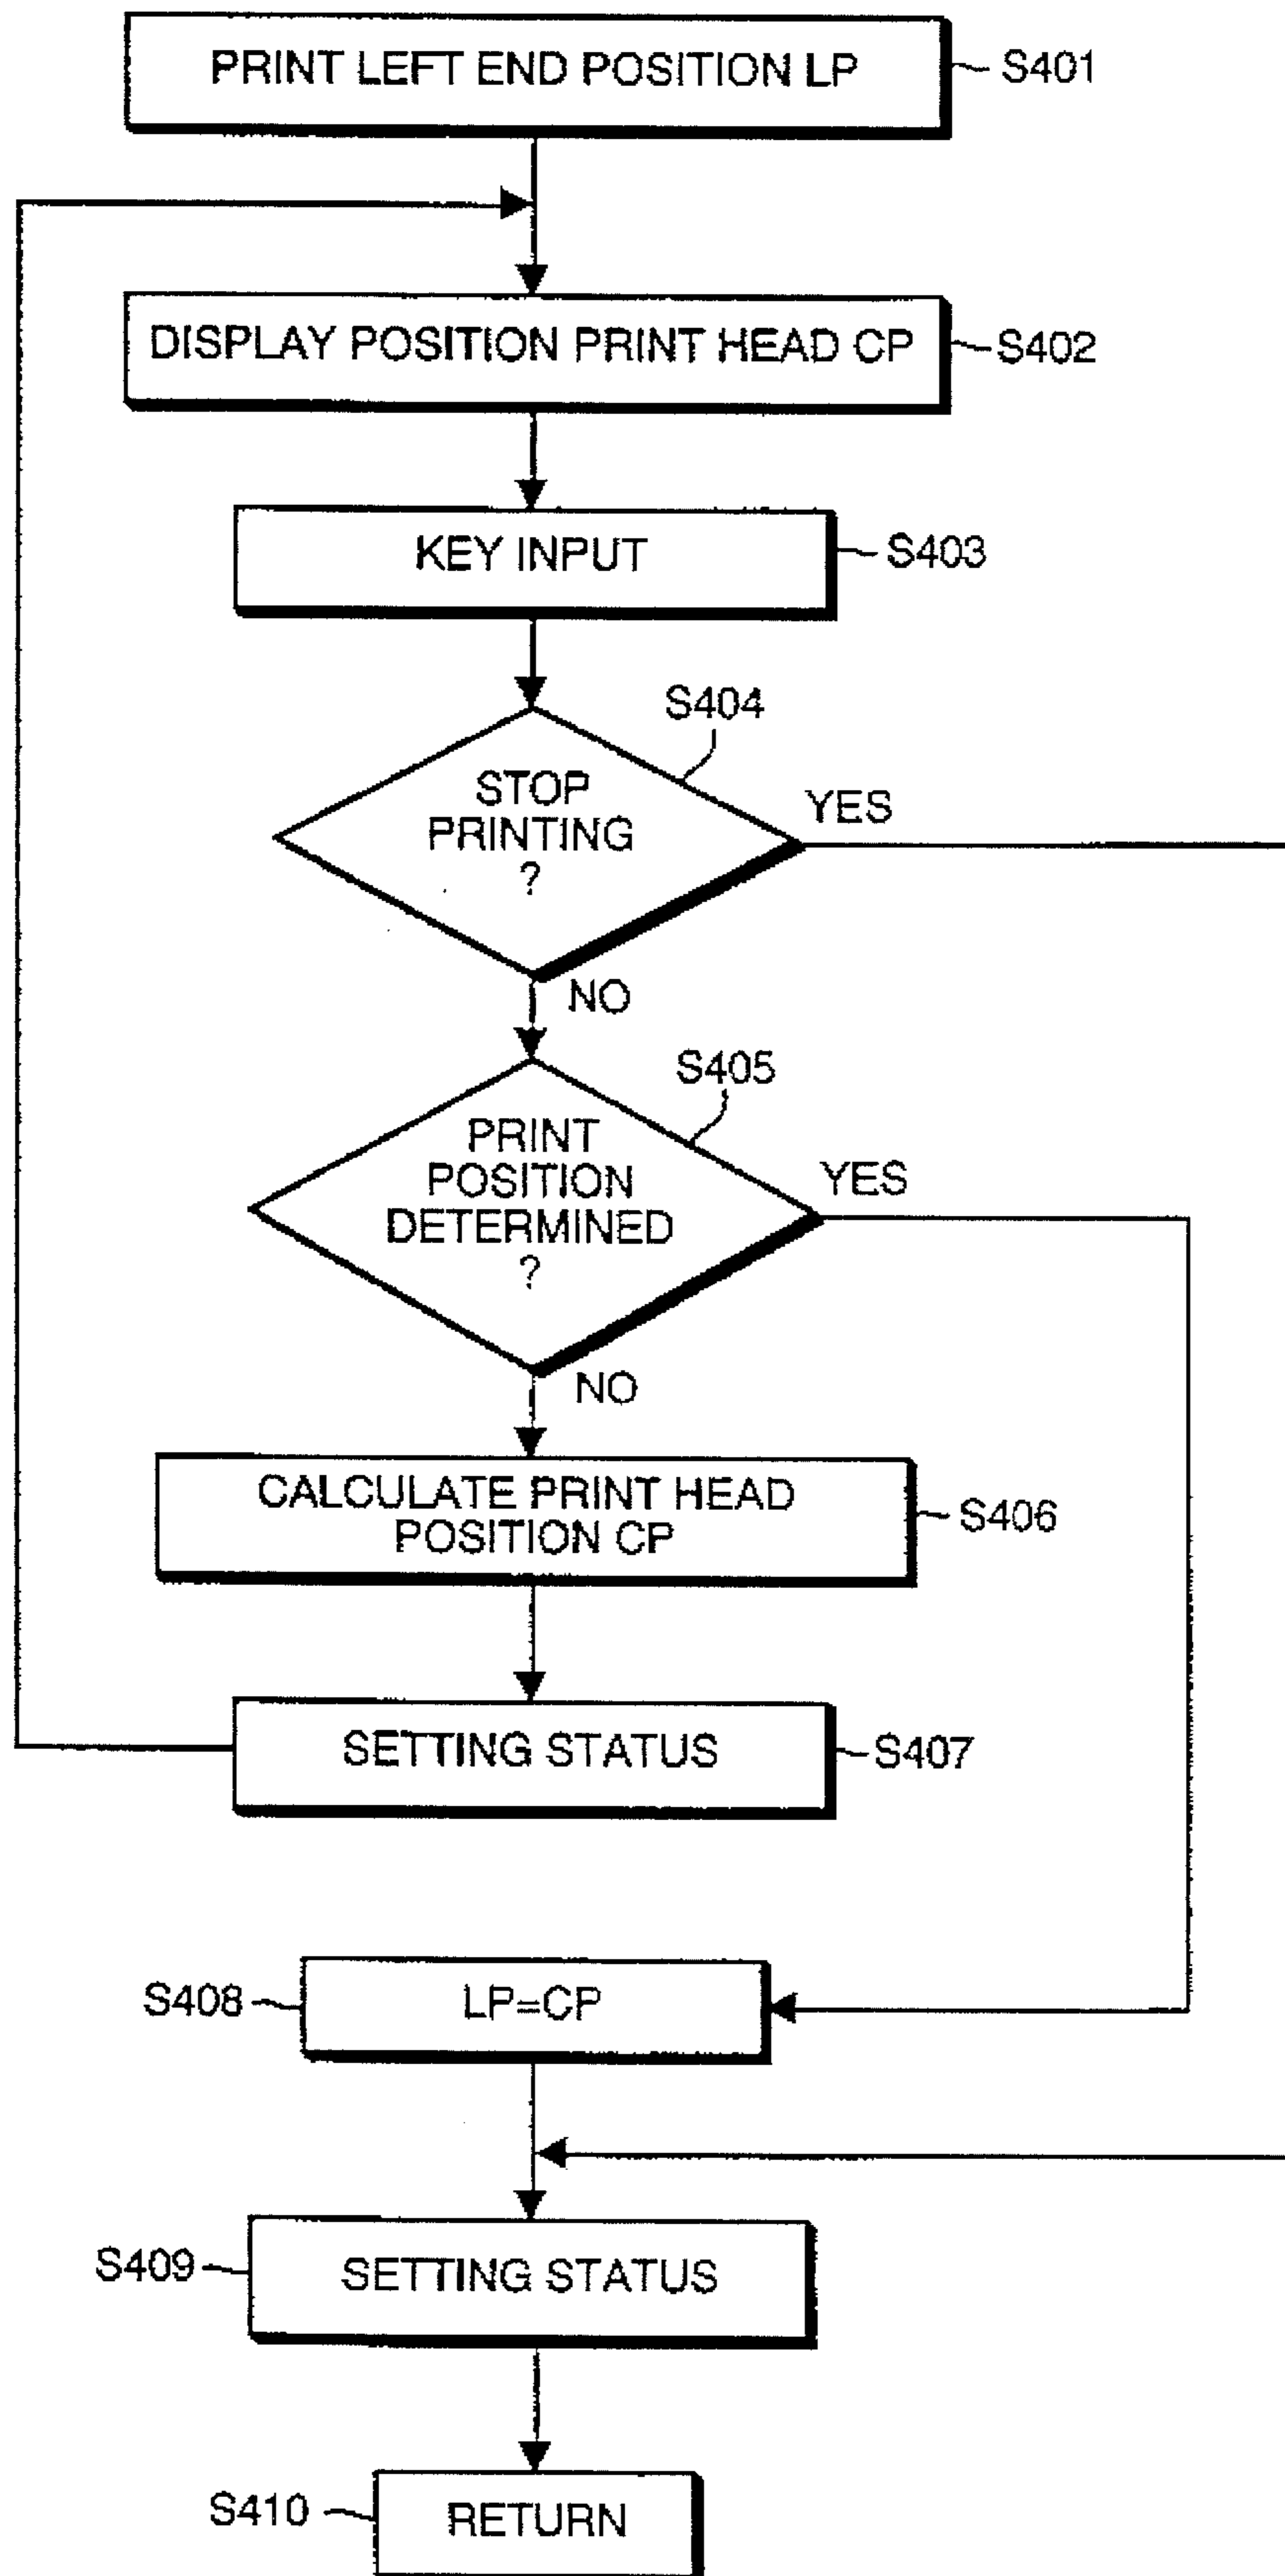 PRINT LEFT END POSITION LP
S401
DISPLAY POSITION PRINT HEAD CP
S402
KEY INPUT
S403
S404
STOP
PRINTING
?
YES
NO
S405
PRINT
POSITION
DETERMINED
?
YES
NO
CALCULATE PRINT HEAD
POSITION CP
S406
SETTING STATUS
S407
S408
LP=CP
S409
SETTING STATUS
S410
RETURN